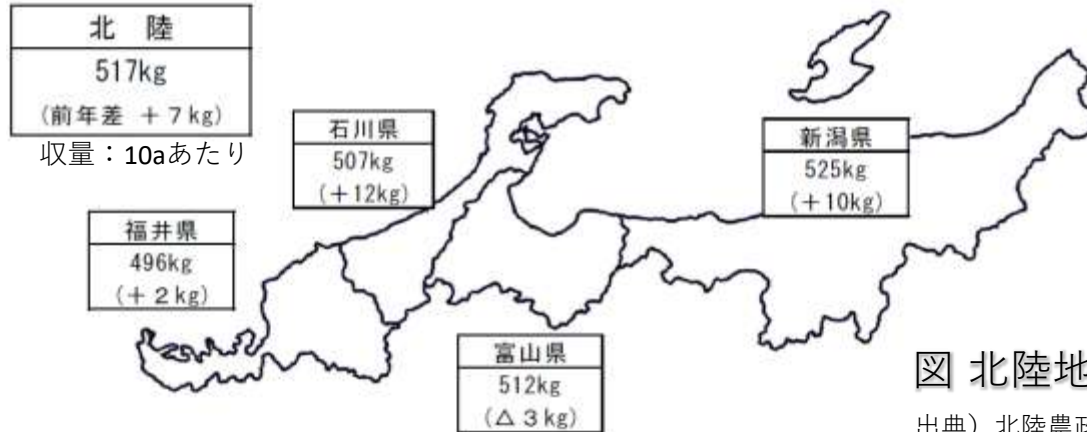 北 陸
517kg
(前年差 +7kg)
収量：10aあたり
石川県
507kg
(+12kg)
新潟県
525kg
(+10kg)
福井県
496kg
(+2kg)
富山県
512kg
(△3kg)
図 北陸地
出典）北陸農政